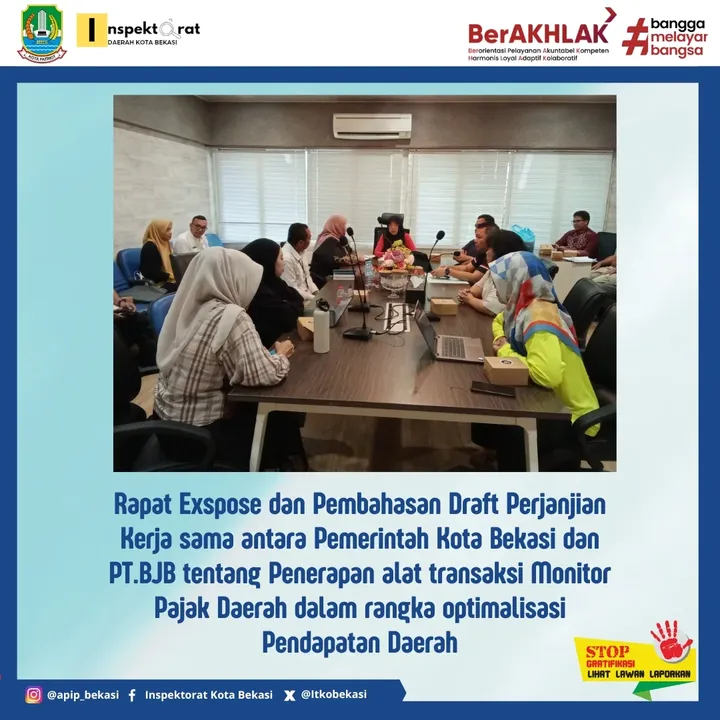 KOTA PATRIOT
Inspektorat
DAERAH KOTA BEKASI
BerAKHLAK
Berorientasi Pelayanan Akuntabel Kompeten
Harmonis Loyal Adaptif Kolaboratif
#bangga
melayani
bangsa
Rapat Exspose dan Pembahasan Draft Perjanjian
Kerja sama antara Pemerintah Kota Bekasi dan
PT.BJB tentang Penerapan alat transaksi Monitor
Pajak Daerah dalam rangka optimalisasi
Pendapatan Daerah
STOP
GRATIFIKASI
LIHAT LAWAN LAPORKAN
@apip_bekasi
Inspektorat Kota Bekasi
@Itkobekasi